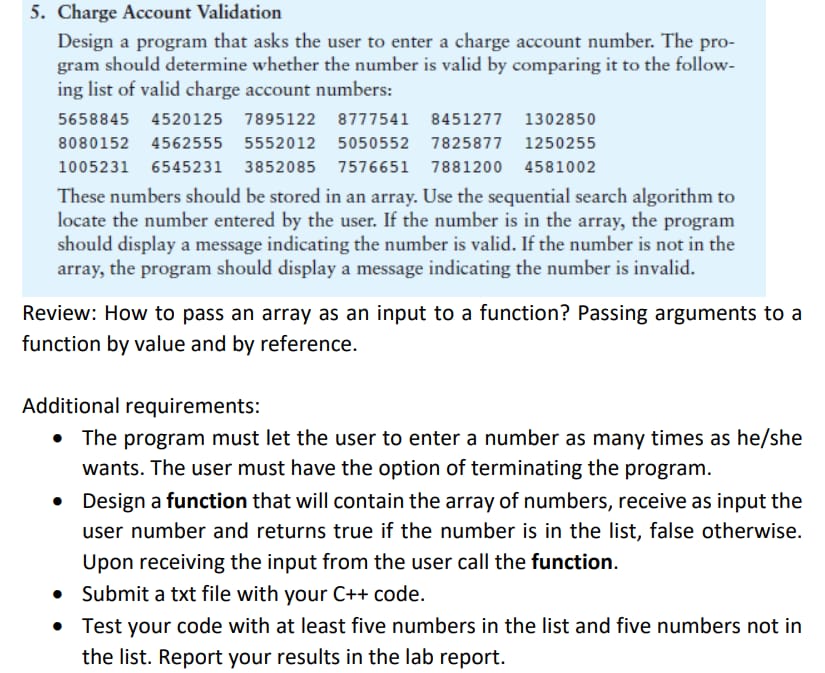 5. Charge Account Validation
Design a program that asks the user to enter a charge account number. The pro-
gram should determine whether the number is valid by comparing it to the follow-
ing list of valid charge account numbers:
5658845 4520125 7895122 8777541 8451277 1302850
8080152 4562555 5552012 5050552 7825877 1250255
1005231 6545231 3852085 7576651 7881200 4581002
These numbers should be stored in an array. Use the sequential search algorithm to
locate the number entered by the user. If the number is in the array, the program
should display a message indicating the number is valid. If the number is not in the
array, the program should display a message indicating the number is invalid.
Review: How to pass an array as an input to a function? Passing arguments to a
function by value and by reference.
Additional requirements:
• The program must let the user to enter a number as many times as he/she
wants. The user must have the option of terminating the program.
• Design a function that will contain the array of numbers, receive as input the
user number and returns true if the number is in the list, false otherwise.
Upon receiving the input from the user call the function.
• Submit a txt file with your C++ code.
• Test your code with at least five numbers in the list and five numbers not in
the list. Report your results in the lab report.